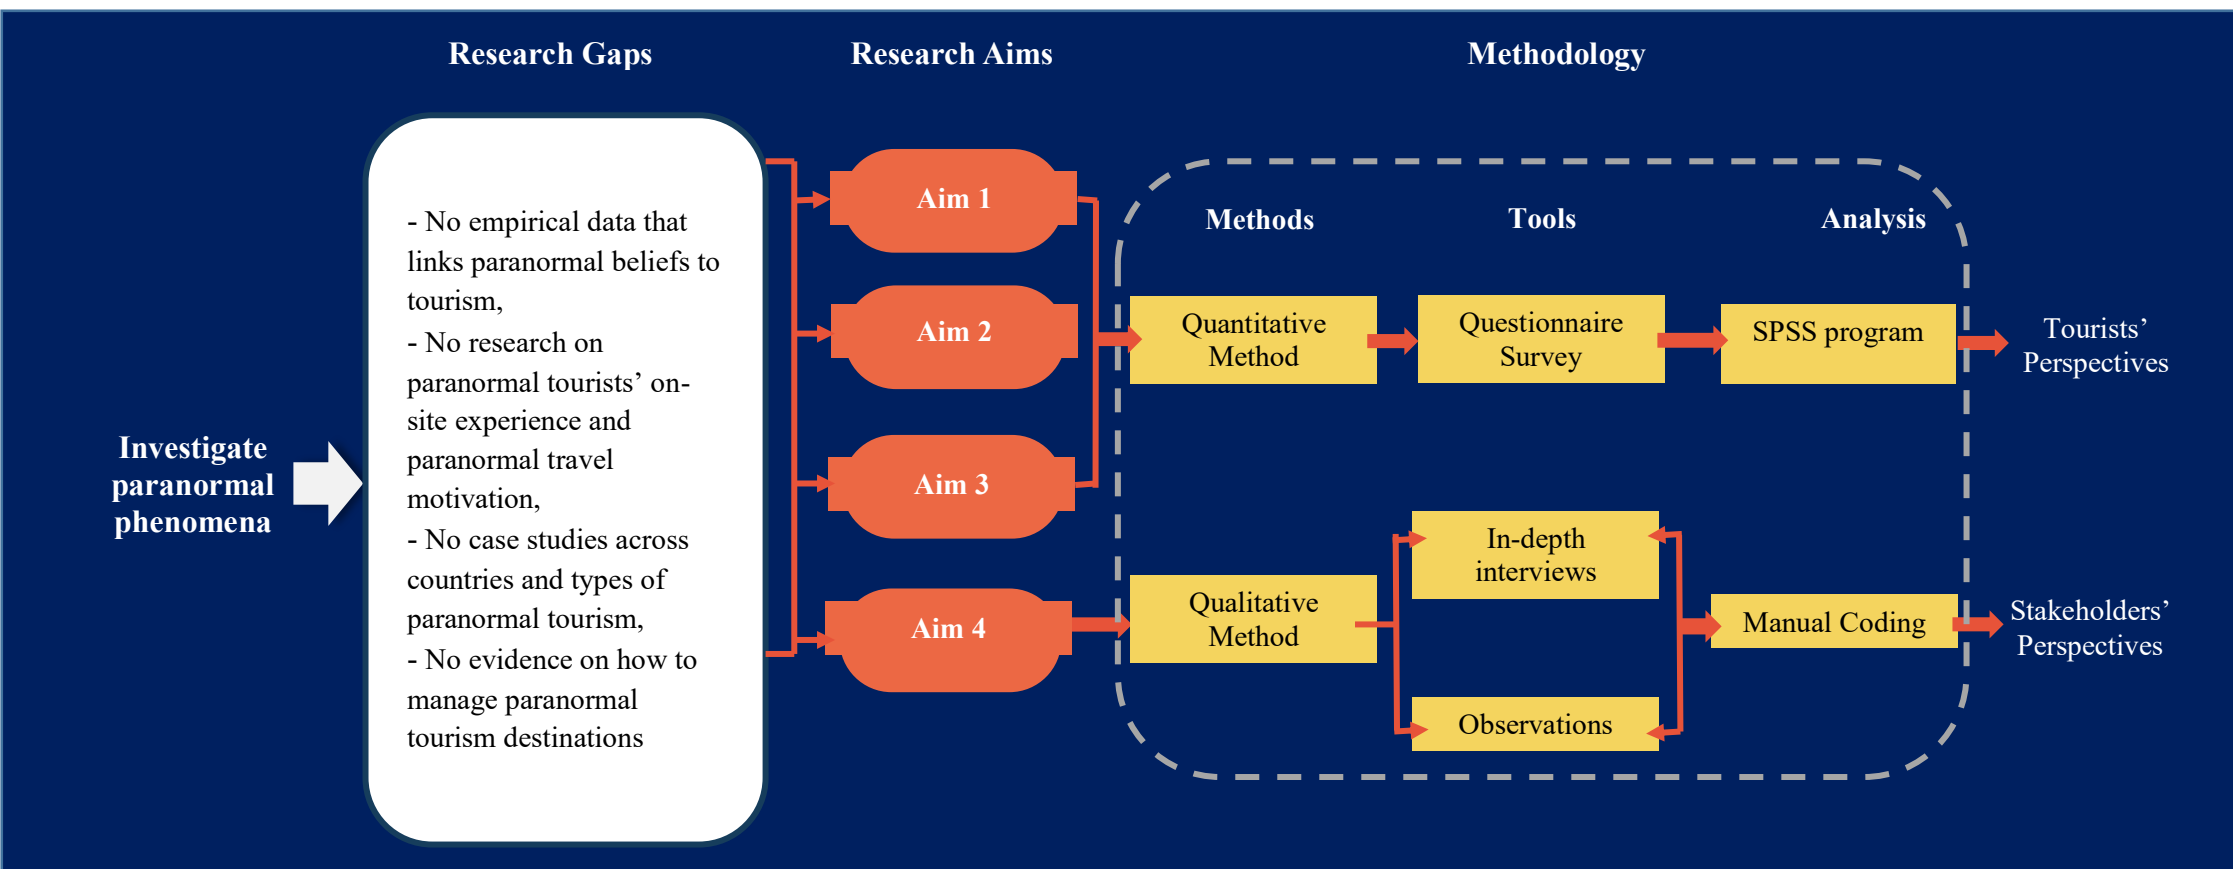 Research Gaps
Research Aims
Methodology
Investigate
paranormal
phenomena
- No empirical data that
links paranormal beliefs to
tourism,
- No research on
paranormal tourists’ on-
site experience and
paranormal travel
motivation,
- No case studies across
countries and types of
paranormal tourism,
- No evidence on how to
manage paranormal
tourism destinations
Aim 1
Aim 2
Aim 3
Aim 4
Methods
Tools
Analysis
Quantitative
Method
Questionnaire
Survey
SPSS program
Tourists’
Perspectives
Qualitative
Method
In-depth
interviews
Observations
Manual Coding
Stakeholders’
Perspectives